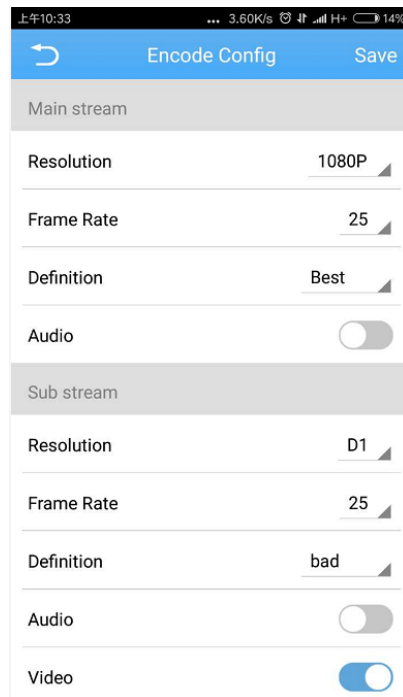 上午10:33 ... 3.60K/s H+ 14%
Encode Config Save
Main stream
Resolution 1080P
Frame Rate 25
Definition Best
Audio
Sub stream
Resolution D1
Frame Rate 25
Definition bad
Audio
Video